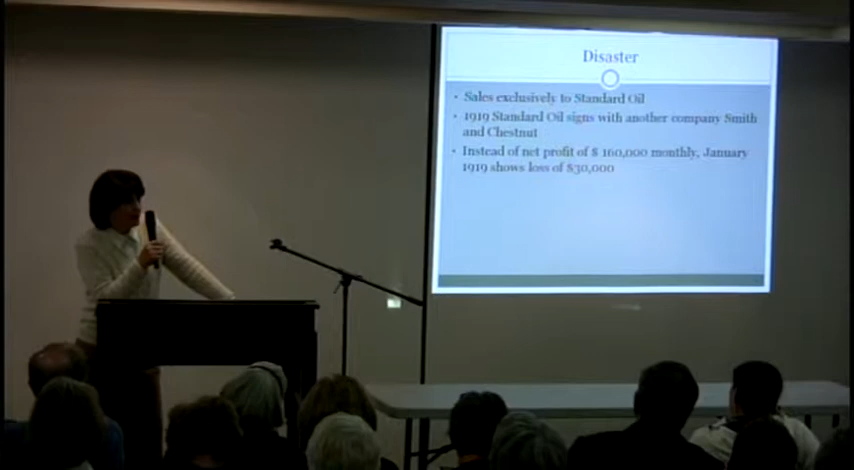 Disaster
• Sales exclusively to Standard Oil
• 1919 Standard Oil signs with another company Smith
and Chestnut
• Instead of net profit of $ 160,000 monthly, January
1919 shows loss of $30,000